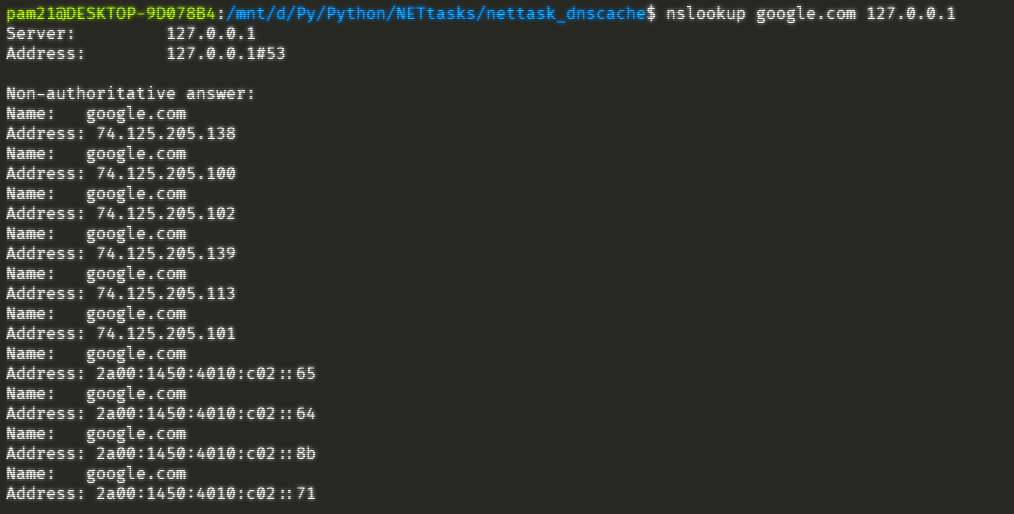 pam21@DESKTOP-9D078B4:/mnt/d/Py/Python/NETtasks/nettask_dnscache$ nslookup google.com 127.0.0.1
Server:         127.0.0.1
Address:        127.0.0.1#53

Non-authoritative answer:
Name:   google.com
Address: 74.125.205.138
Name:   google.com
Address: 74.125.205.100
Name:   google.com
Address: 74.125.205.102
Name:   google.com
Address: 74.125.205.139
Name:   google.com
Address: 74.125.205.113
Name:   google.com
Address: 74.125.205.101
Name:   google.com
Address: 2a00:1450:4010:c02::65
Name:   google.com
Address: 2a00:1450:4010:c02::64
Name:   google.com
Address: 2a00:1450:4010:c02::8b
Name:   google.com
Address: 2a00:1450:4010:c02::71